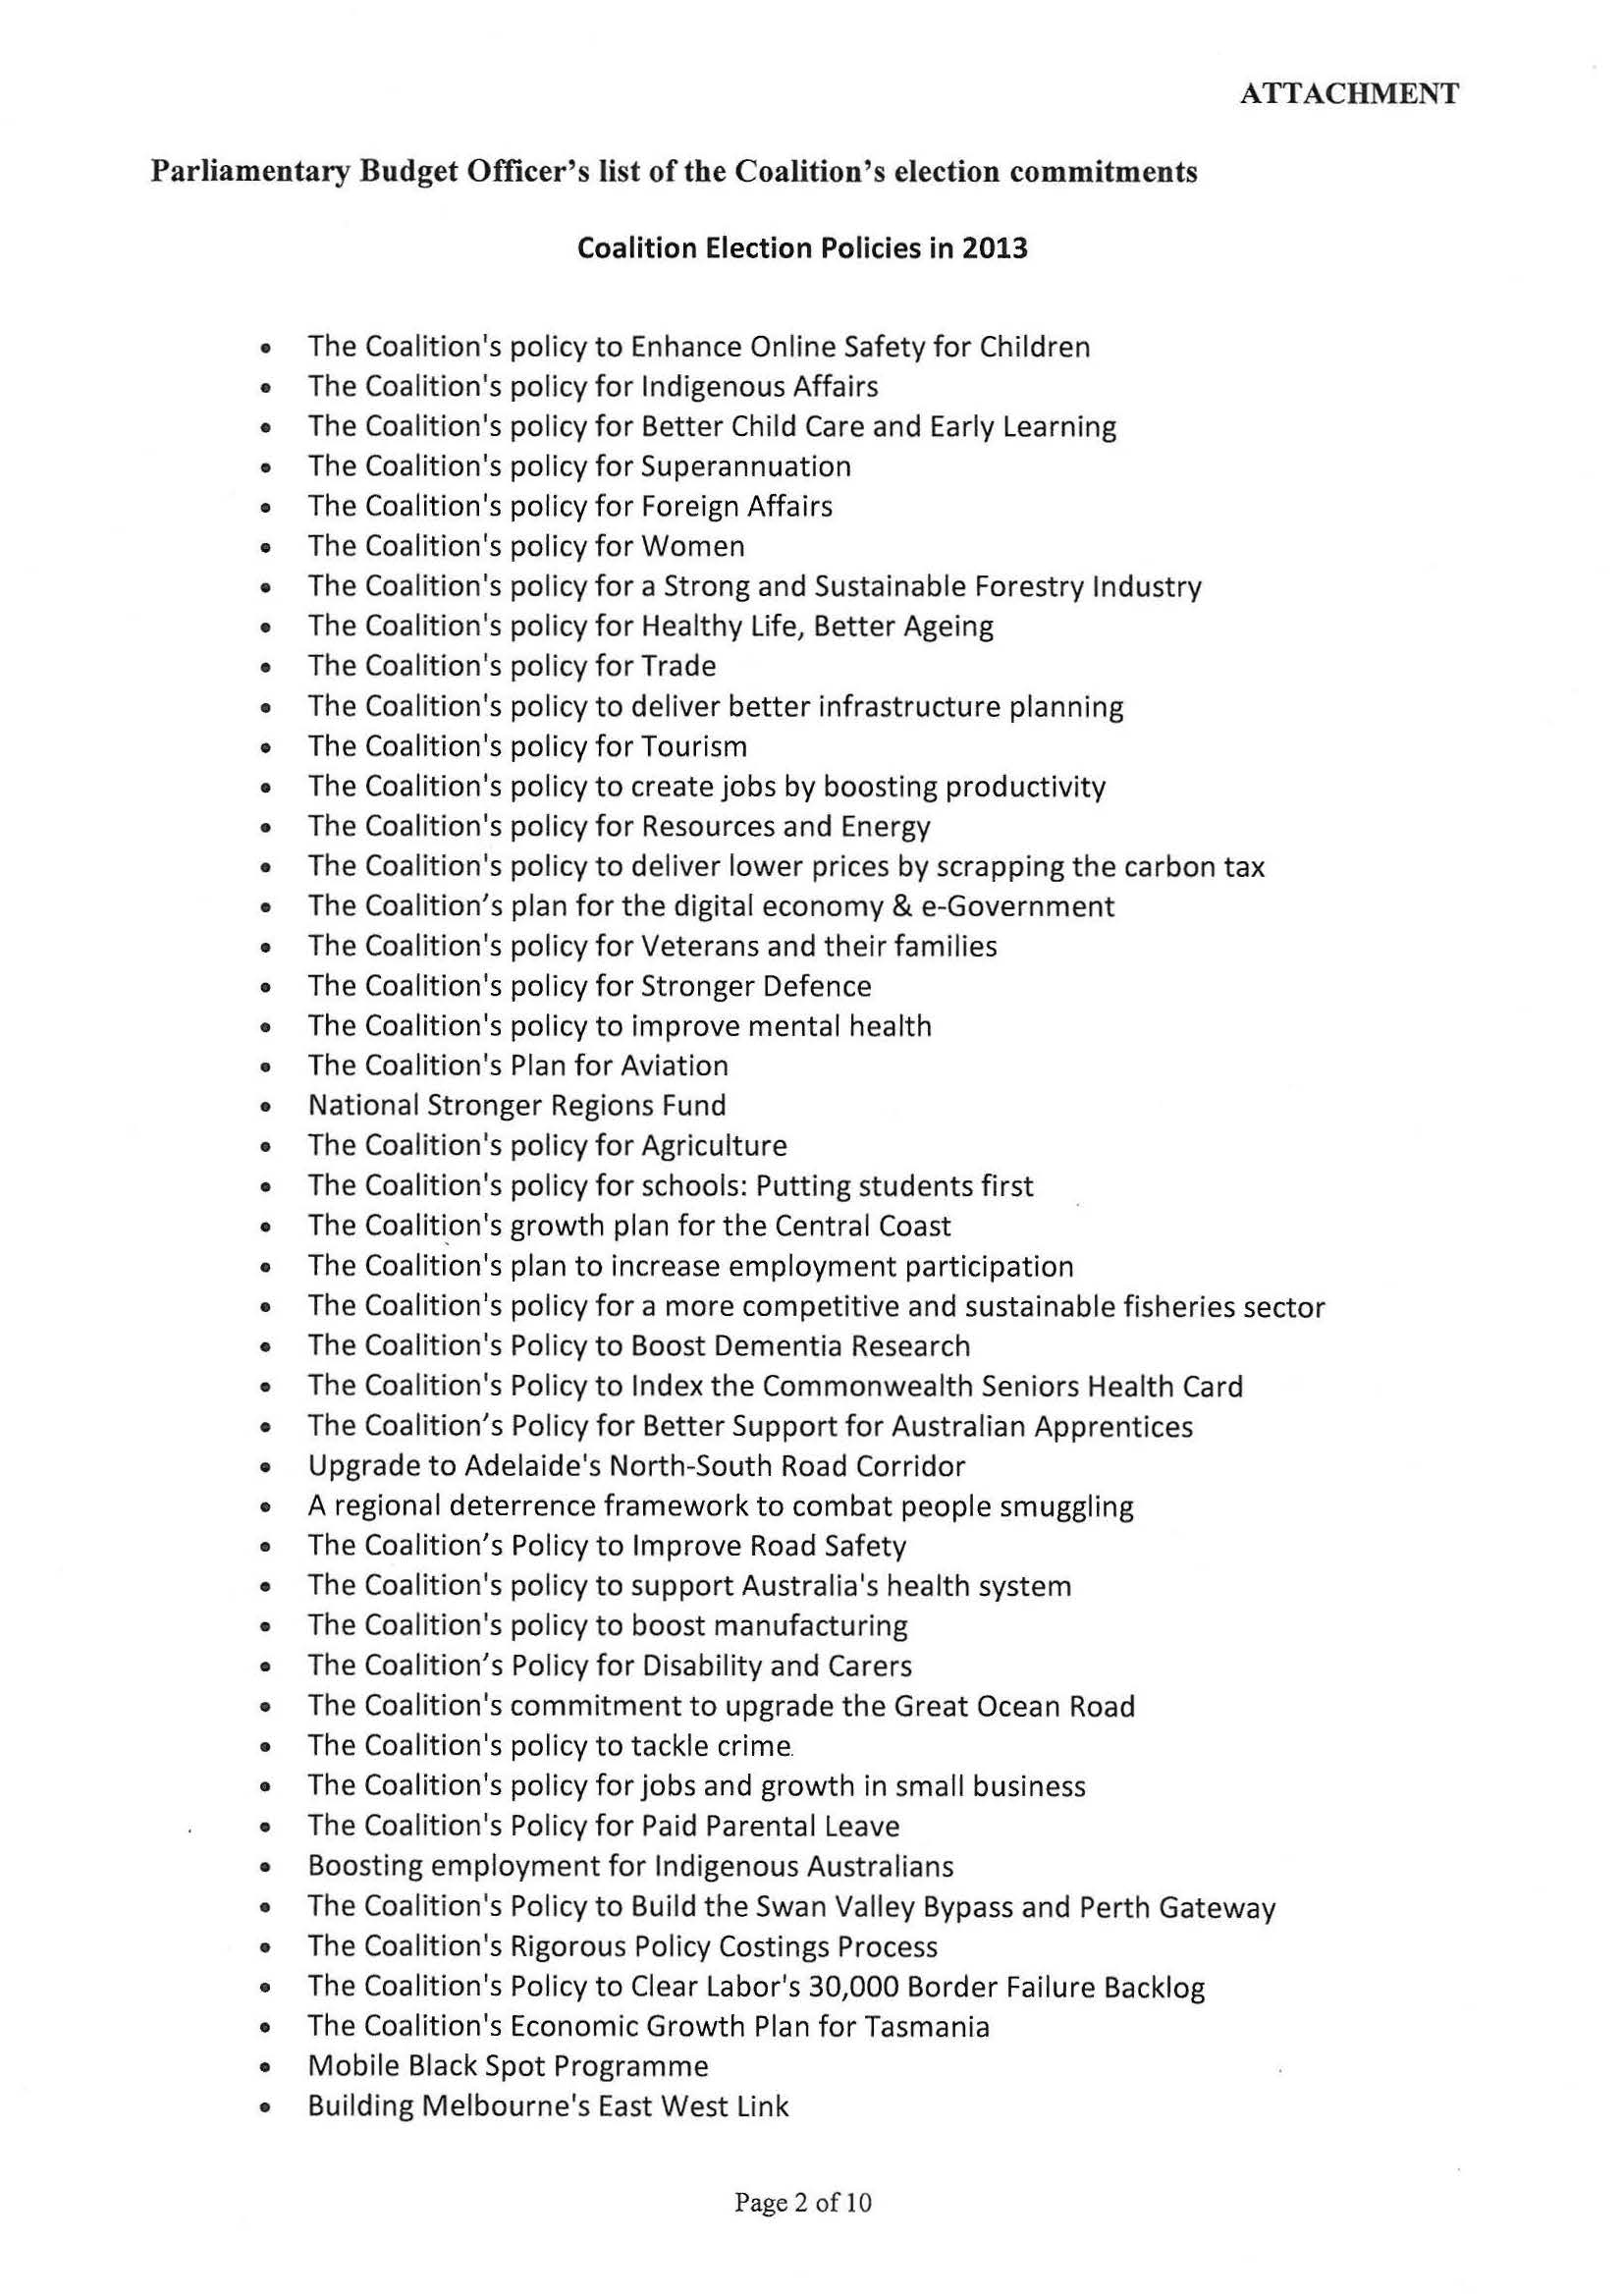 ATTACHMENT
Parliamentary Budget Officer’s list of the Coalition’s election commitments
Coalition Election Policies in 2013
• The Coalition's policy to Enhance Online Safety for Children
• The Coalition's policy for Indigenous Affairs
• The Coalition's policy for Better Child Care and Early Learning
• The Coalition's policy for Superannuation
• The Coalition's policy for Foreign Affairs
• The Coalition's policy for Women
• The Coalition's policy for a Strong and Sustainable Forestry Industry
• The Coalition's policy for Healthy Life, Better Ageing
• The Coalition's policy for Trade
• The Coalition's policy to deliver better infrastructure planning
• The Coalition's policy for Tourism
• The Coalition's policy to create jobs by boosting productivity
• The Coalition's policy for Resources and Energy
• The Coalition's policy to deliver lower prices by scrapping the carbon tax
• The Coalition’s plan for the digital economy & e-Government
• The Coalition's policy for Veterans and their families
• The Coalition's policy for Stronger Defence
• The Coalition's policy to improve mental health
• The Coalition's Plan for Aviation
• National Stronger Regions Fund
• The Coalition's policy for Agriculture
• The Coalition's policy for schools: Putting students first
• The Coalition's growth plan for the Central Coast
• The Coalition's plan to increase employment participation
• The Coalition's policy for a more competitive and sustainable fisheries sector
• The Coalition's Policy to Boost Dementia Research
• The Coalition's Policy to Index the Commonwealth Seniors Health Card
• The Coalition’s Policy for Better Support for Australian Apprentices
• Upgrade to Adelaide's North-South Road Corridor
• A regional deterrence framework to combat people smuggling
• The Coalition’s Policy to Improve Road Safety
• The Coalition's policy to support Australia's health system
• The Coalition's policy to boost manufacturing
• The Coalition’s Policy for Disability and Carers
• The Coalition's commitment to upgrade the Great Ocean Road
• The Coalition's policy to tackle crime.
• The Coalition's policy for jobs and growth in small business
• The Coalition's Policy for Paid Parental Leave
• Boosting employment for Indigenous Australians
• The Coalition's Policy to Build the Swan Valley Bypass and Perth Gateway
• The Coalition's Rigorous Policy Costings Process
• The Coalition's Policy to Clear Labor's 30,000 Border Failure Backlog
• The Coalition's Economic Growth Plan for Tasmania
• Mobile Black Spot Programme
• Building Melbourne's East West Link
Page 2 of 10